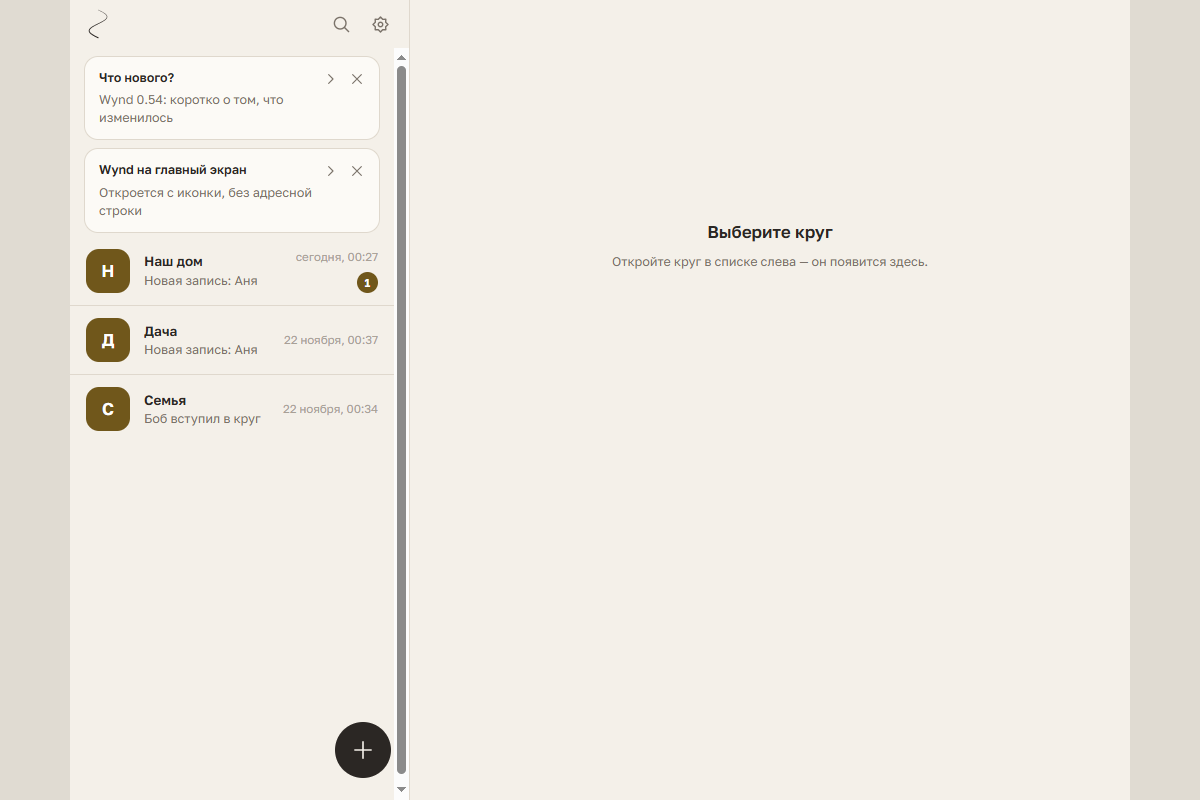 Что нового?
Wynd 0.54: коротко о том, что
изменилось
Wynd на главный экран
Откроется с иконки, без адресной
строки
Н
Наш дом
сегодня, 00:27
Новая запись: Аня
1
Д
Дача
Новая запись: Аня
22 ноября, 00:37
С
Семья
Боб вступил в круг
22 ноября, 00:34
Выберите круг
Откройте круг в списке слева — он появится здесь.